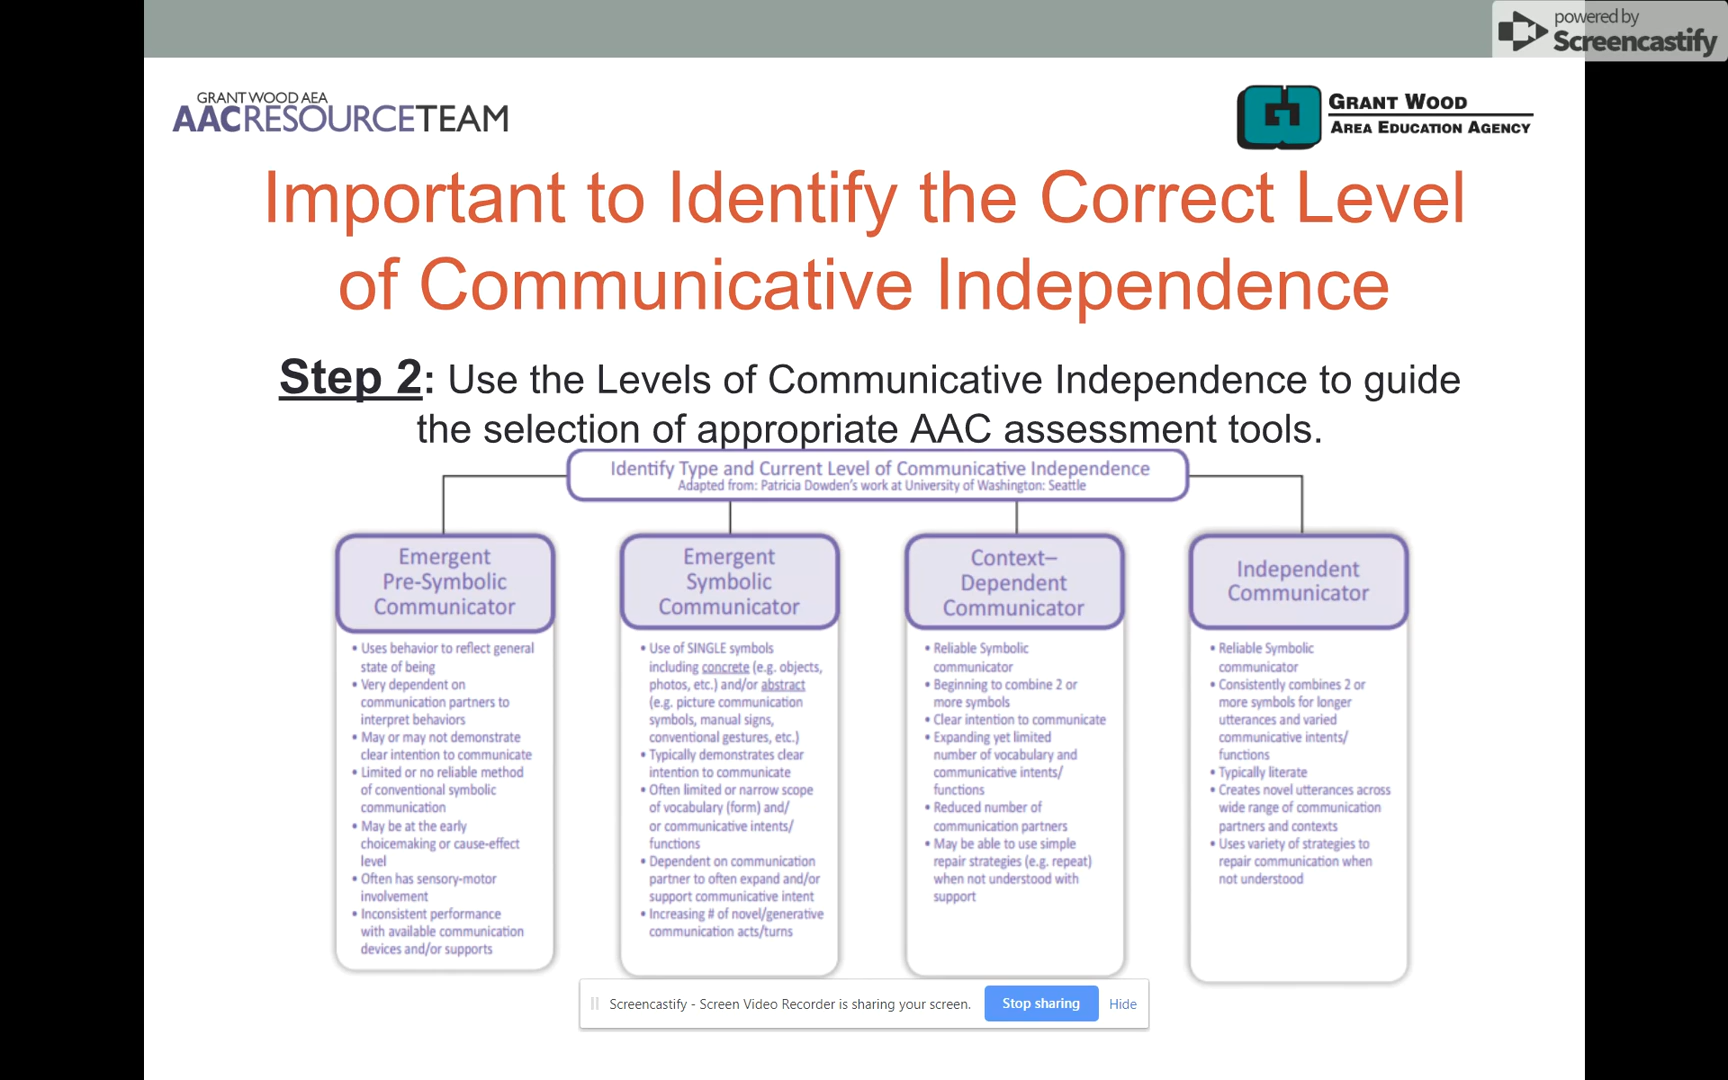 powered by
Screencastify
GRANT WOOD AEA
AACRESOURCETEAM
GRANT WOOD
AREA EDUCATION AGENCY
Important to Identify the Correct Level
of Communicative Independence
Step 2: Use the Levels of Communicative Independence to guide
the selection of appropriate AAC assessment tools.
Identify Type and Current Level of Communicative Independence
Adapted from: Patricia Dowden's work at University of Washington: Seattle
Emergent
Pre-Symbolic
Communicator
• Uses behavior to reflect general
state of being
• Very dependent on
communication partners to
interpret behaviors
• May or may not demonstrate
clear intention to communicate
• Limited or no reliable method
of conventional symbolic
communication
• May be at the early
choicemaking or cause-effect
level
• Often has sensory-motor
involvement
• Inconsistent performance
with available communication
devices and/or supports
Emergent
Symbolic
Communicator
• Use of SINGLE symbols
including concrete (e.g. objects,
photos, etc.) and/or abstract
(e.g. picture communication
symbols, manual signs,
conventional gestures, etc.)
• Typically demonstrates clear
intention to communicate
• Often limited or narrow scope
of vocabulary (form) and/
or communicative intents/
functions
• Dependent on communication
partner to often expand and/or
support communicative intent
• Increasing # of novel/generative
communication acts/turns
Context–
Dependent
Communicator
• Reliable Symbolic
communicator
• Beginning to combine 2 or
more symbols
• Clear intention to communicate
• Expanding yet limited
number of vocabulary and
communicative intents/
functions
• Reduced number of
communication partners
• May be able to use simple
repair strategies (e.g. repeat)
when not understood with
support
Independent
Communicator
• Reliable Symbolic
communicator
• Consistently combines 2 or
more symbols for longer
utterances and varied
communicative intents/
functions
• Typically literate
• Creates novel utterances across
wide range of communication
partners and contexts
• Uses variety of strategies to
repair communication when
not understood
Screencastify - Screen Video Recorder is sharing your screen.
Stop sharing
Hide